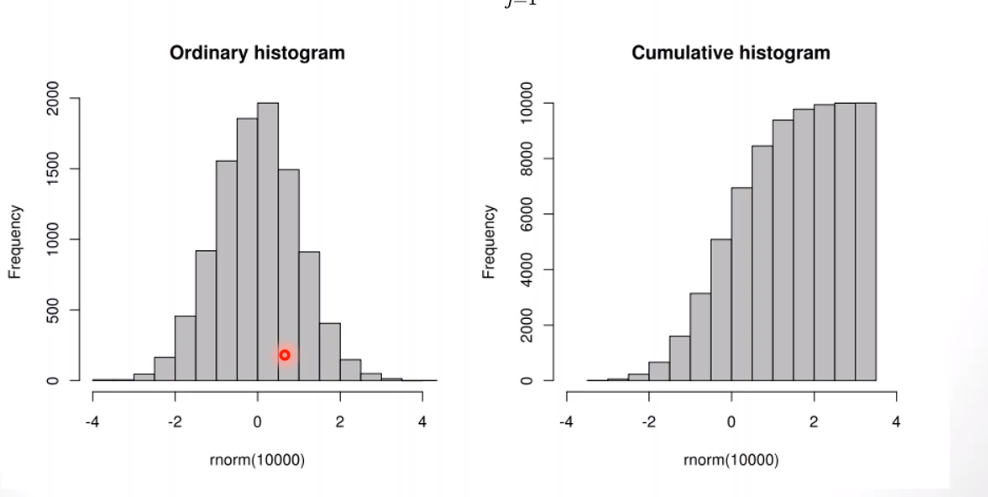 j=1
Ordinary histogram
Frequency
2000
1500
1000
500
0
-4 -2 0 2 4
rnorm(10000)
Cumulative histogram
Frequency
10000
8000
6000
4000
2000
0
-4 -2 0 2 4
rnorm(10000)